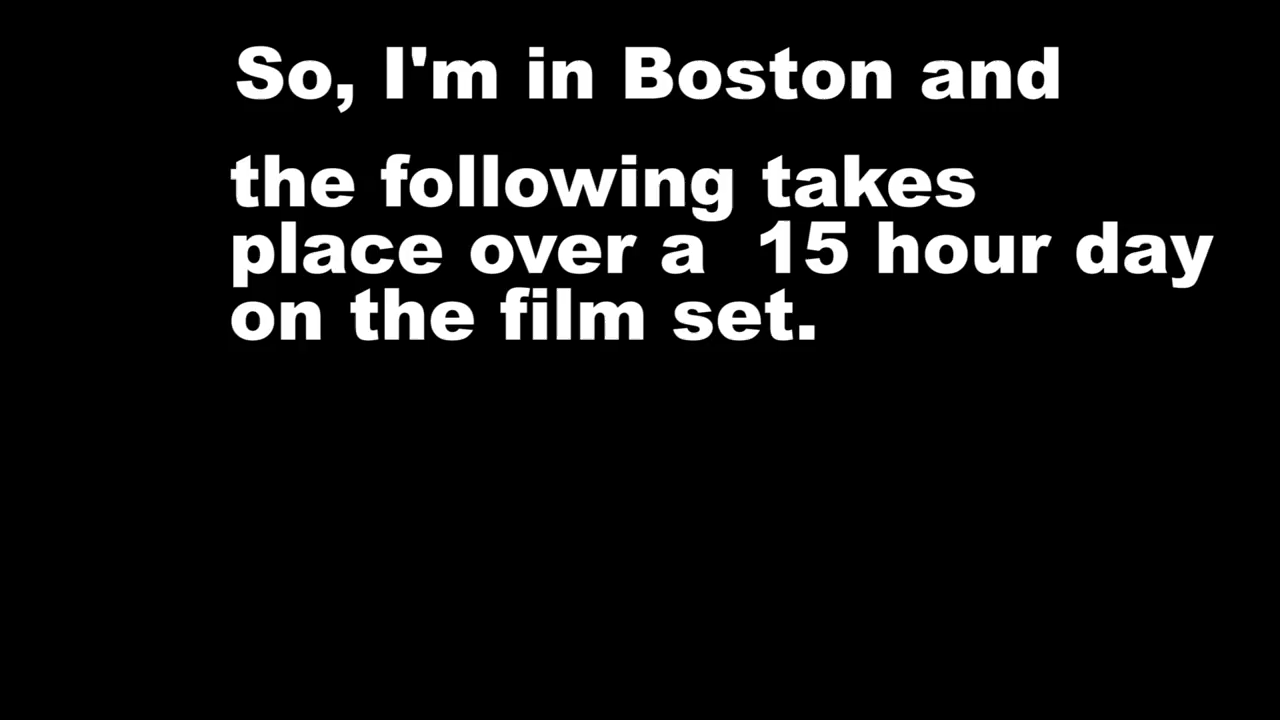 So, I'm in Boston and
the following takes
place over a  15 hour day
on the film set.